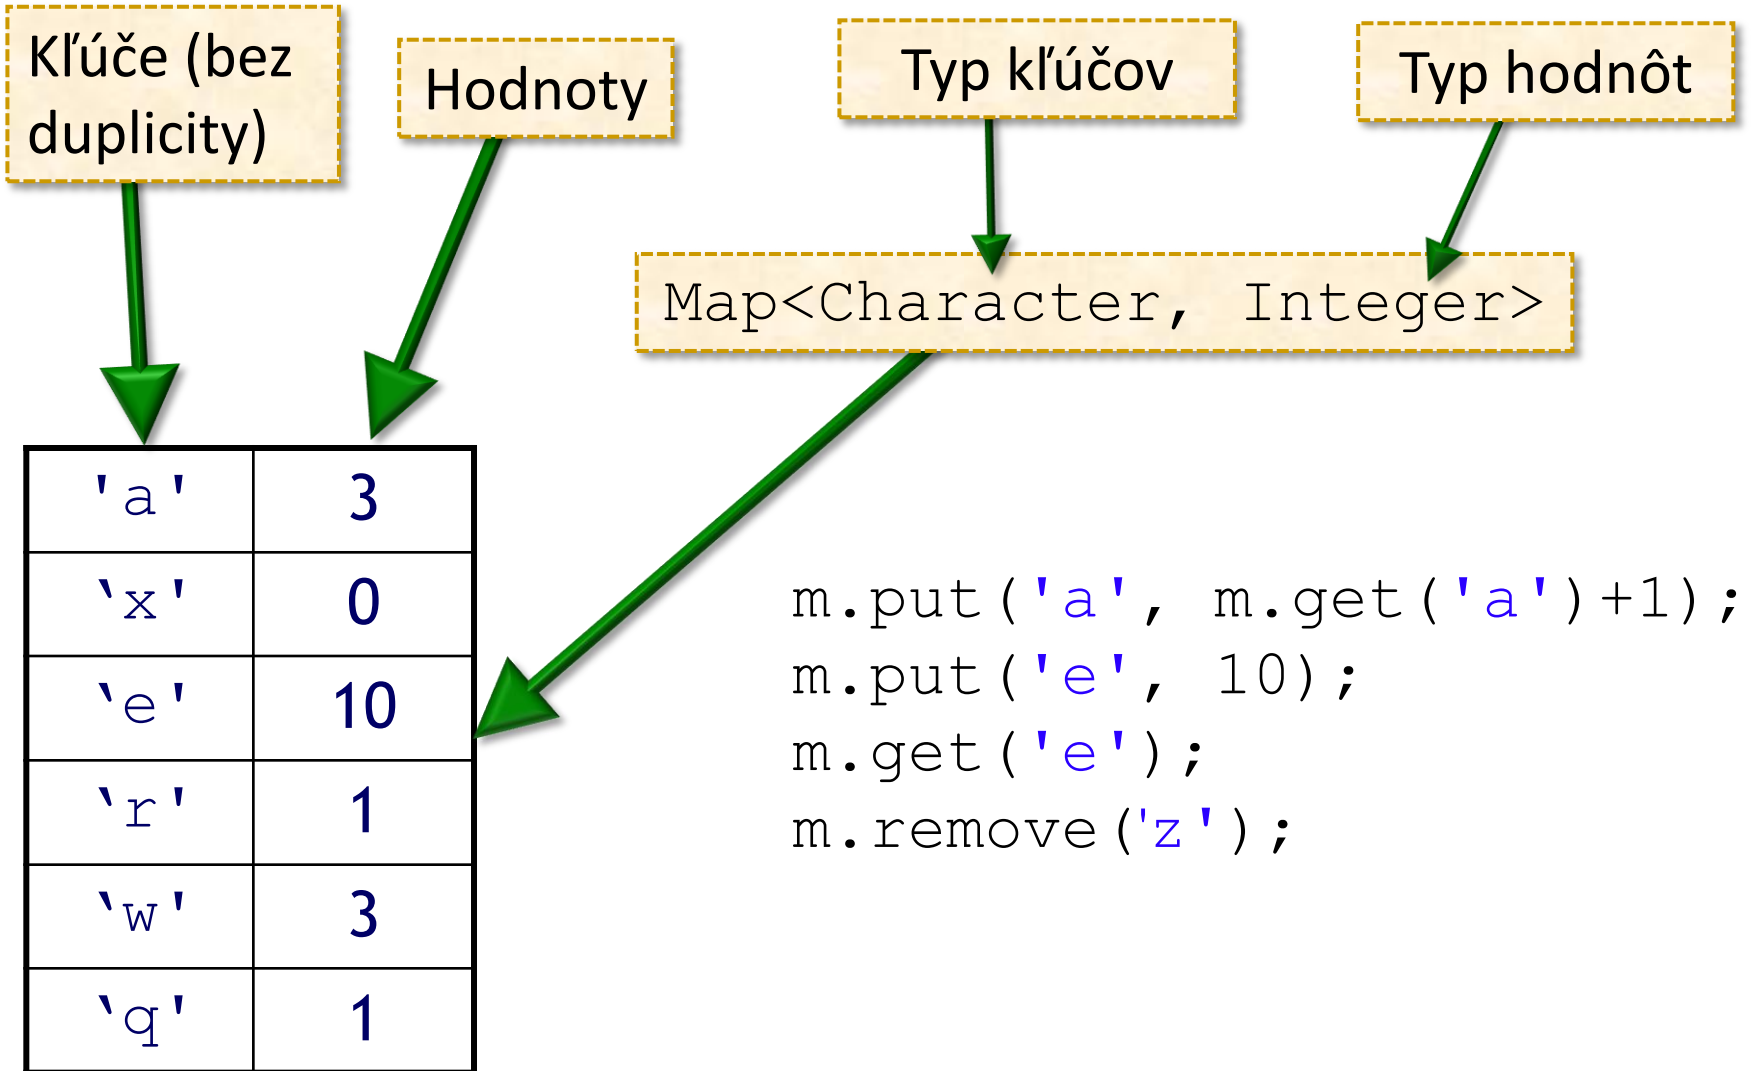 Kľúče (bez
duplicity)
Hodnoty
Typ kľúčov
Typ hodnôt
Map<Character, Integer>
'a' 3
`x' 0
`e' 10
`r' 1
`w' 3
`q' 1
m.put('a', m.get('a')+1);
m.put('e', 10);
m.get('e');
m.remove('z');